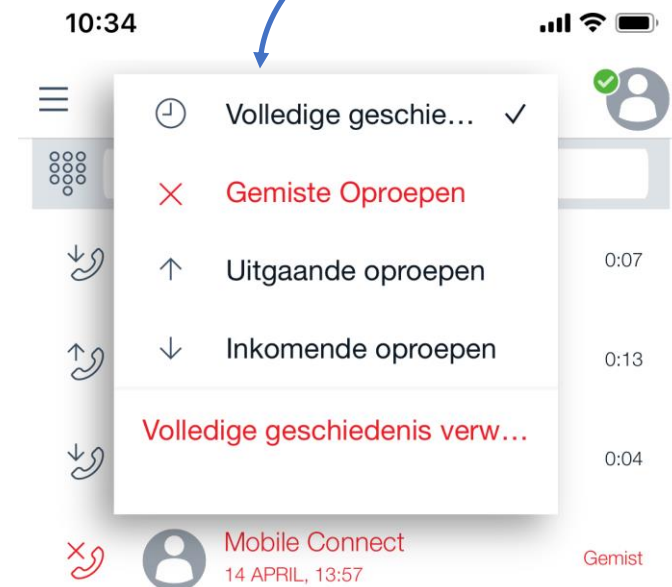 10:34
Volledige geschie...
Gemiste Oproepen
Uitgaande oproepen
0:07
Inkomende oproepen
0:13
Volledige geschiedenis verw...
0:04
Mobile Connect
14 APRIL, 13:57
Gemist